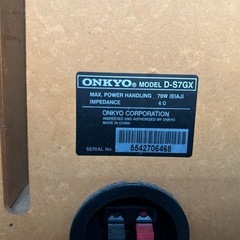 ONKYO® MODEL D-S7GX
MAX. POWER HANDLING 70W (EIAJ)
IMPEDANCE 4 Ω
ONKYO CORPORATION
INSPECTED AND AUTHORIZED BY ONKYO
MADE IN CHINA
SERIAL No. 5542706468